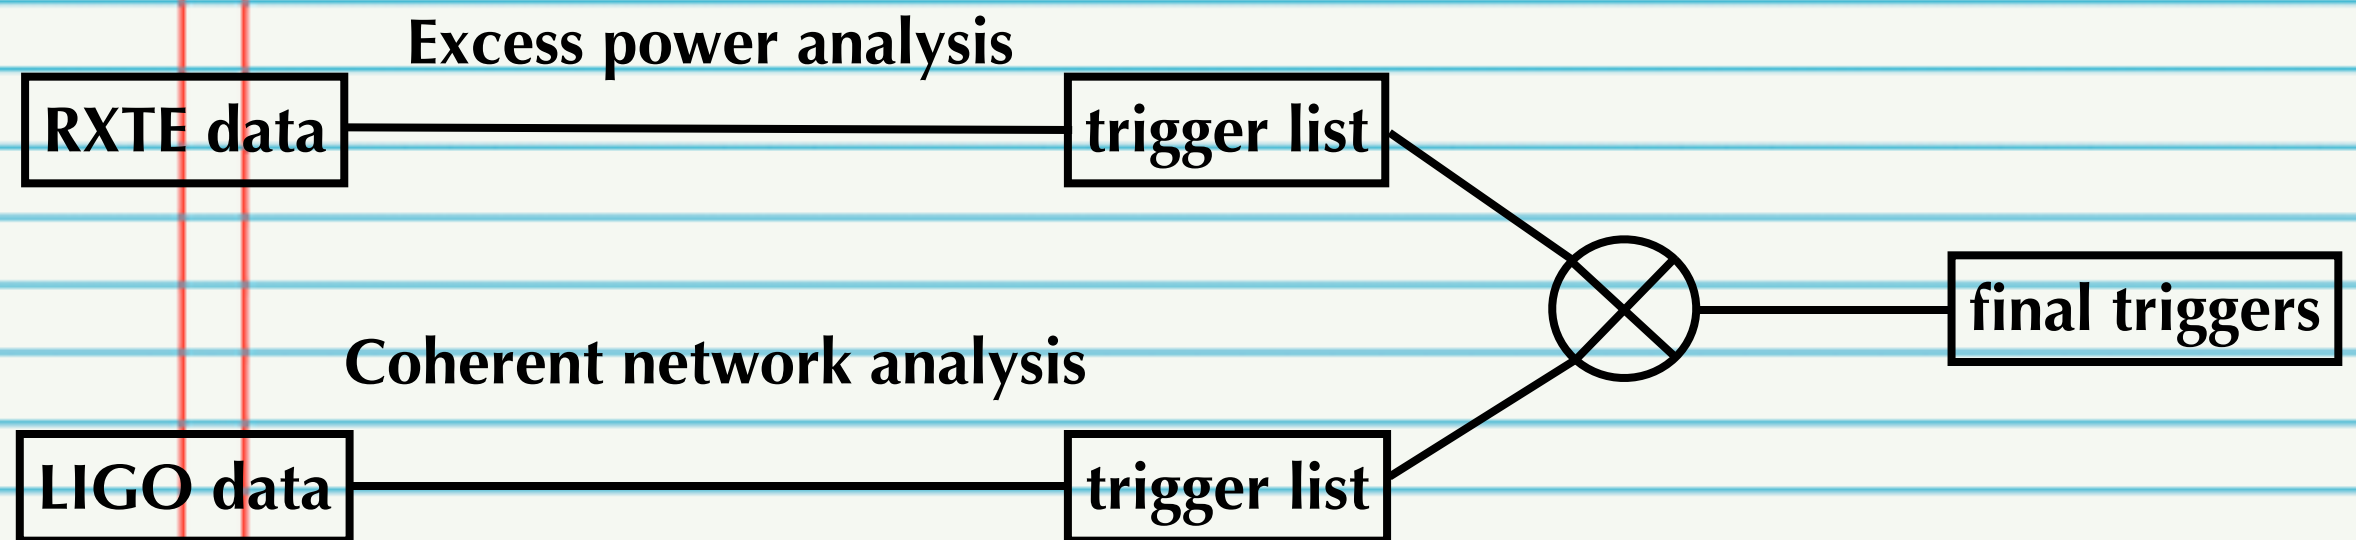 Excess power analysis
RXTE data
trigger list
final triggers
Coherent network analysis
LIGO data
trigger list